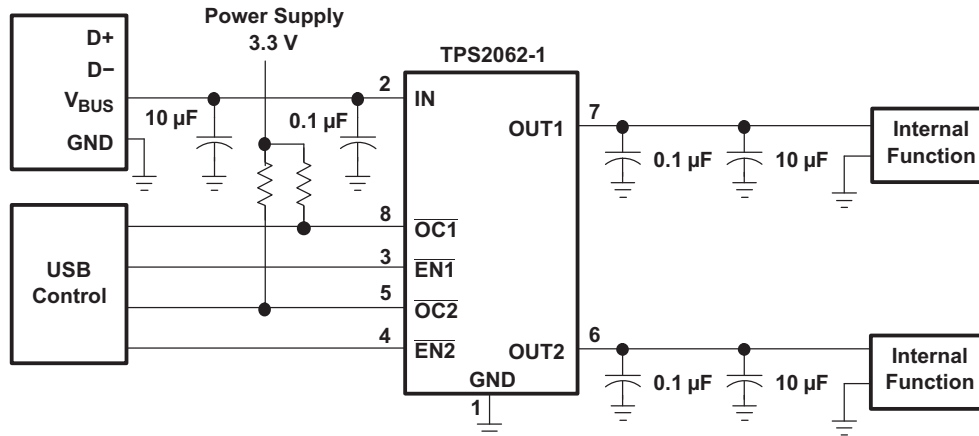 Power Supply
3.3 V
D+
D−
V_BUS
GND
10 µF
0.1 µF
TPS2062-1
2
IN
7
OUT1
0.1 µF
10 µF
Internal
Function
USB
Control
8
OC1
3
EN1
5
OC2
4
EN2
6
OUT2
0.1 µF
10 µF
Internal
Function
GND
1